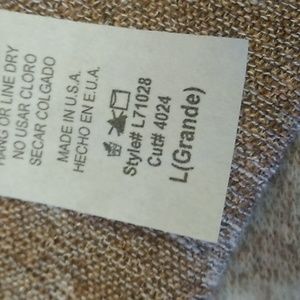 HANG OR LINE DRY
NO USAR CLORO
SECAR COLGADO
MADE IN U.S.A.
HECHO EN E.U.A.
Style# L71028
Cut# 4024
L(Grande)